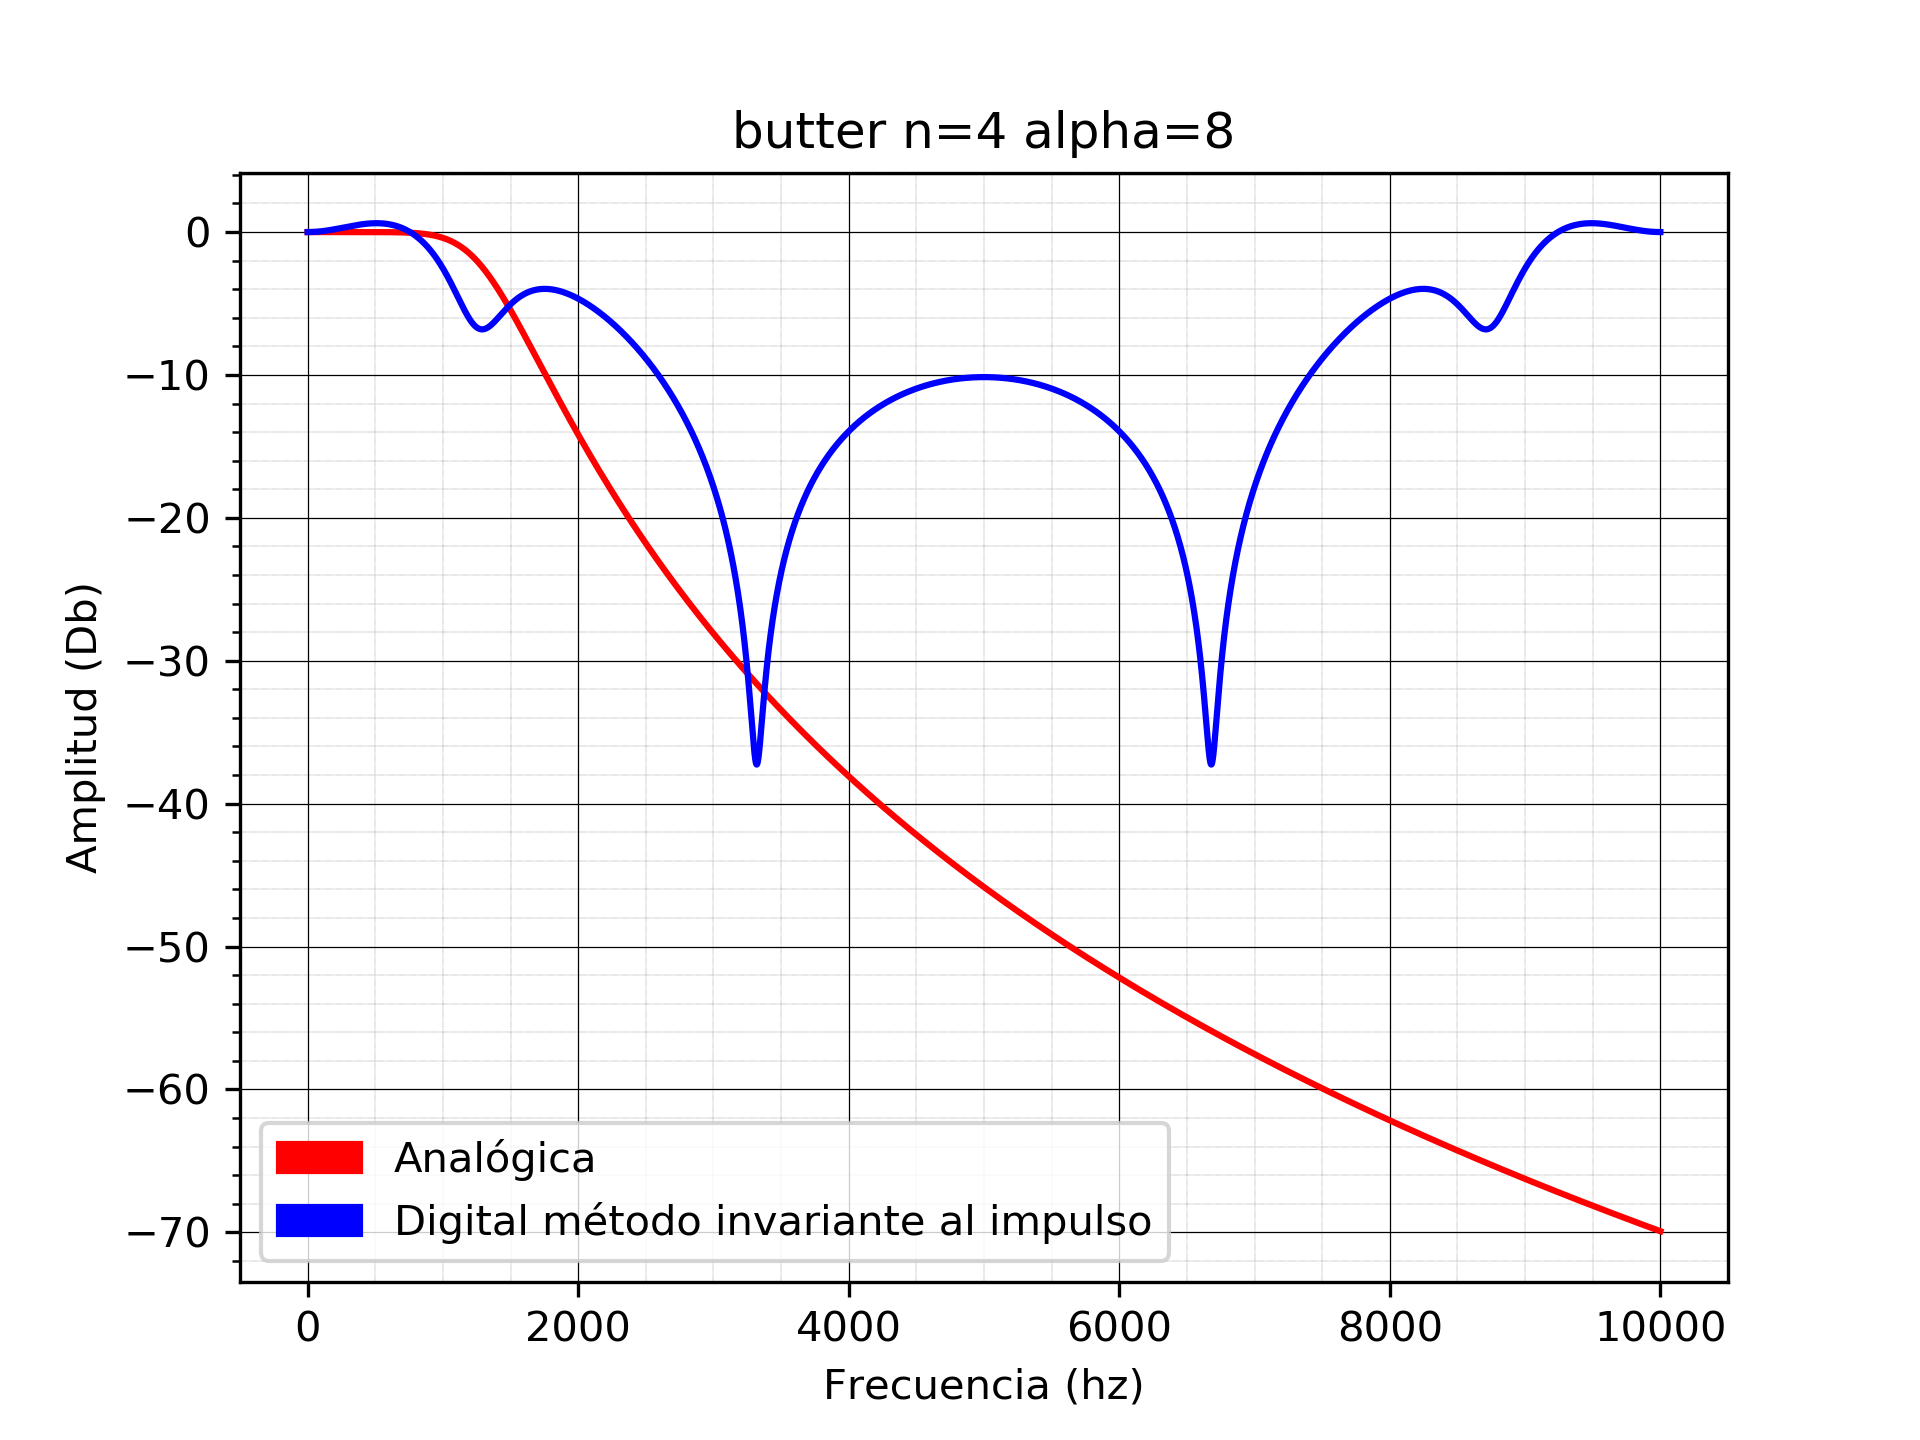 butter n=4 alpha=8
0
−10
−20
−30
−40
−50
−60
−70
Amplitud (Db)
Analógica
Digital método invariante al impulso
0 2000 4000 6000 8000 10000
Frecuencia (hz)